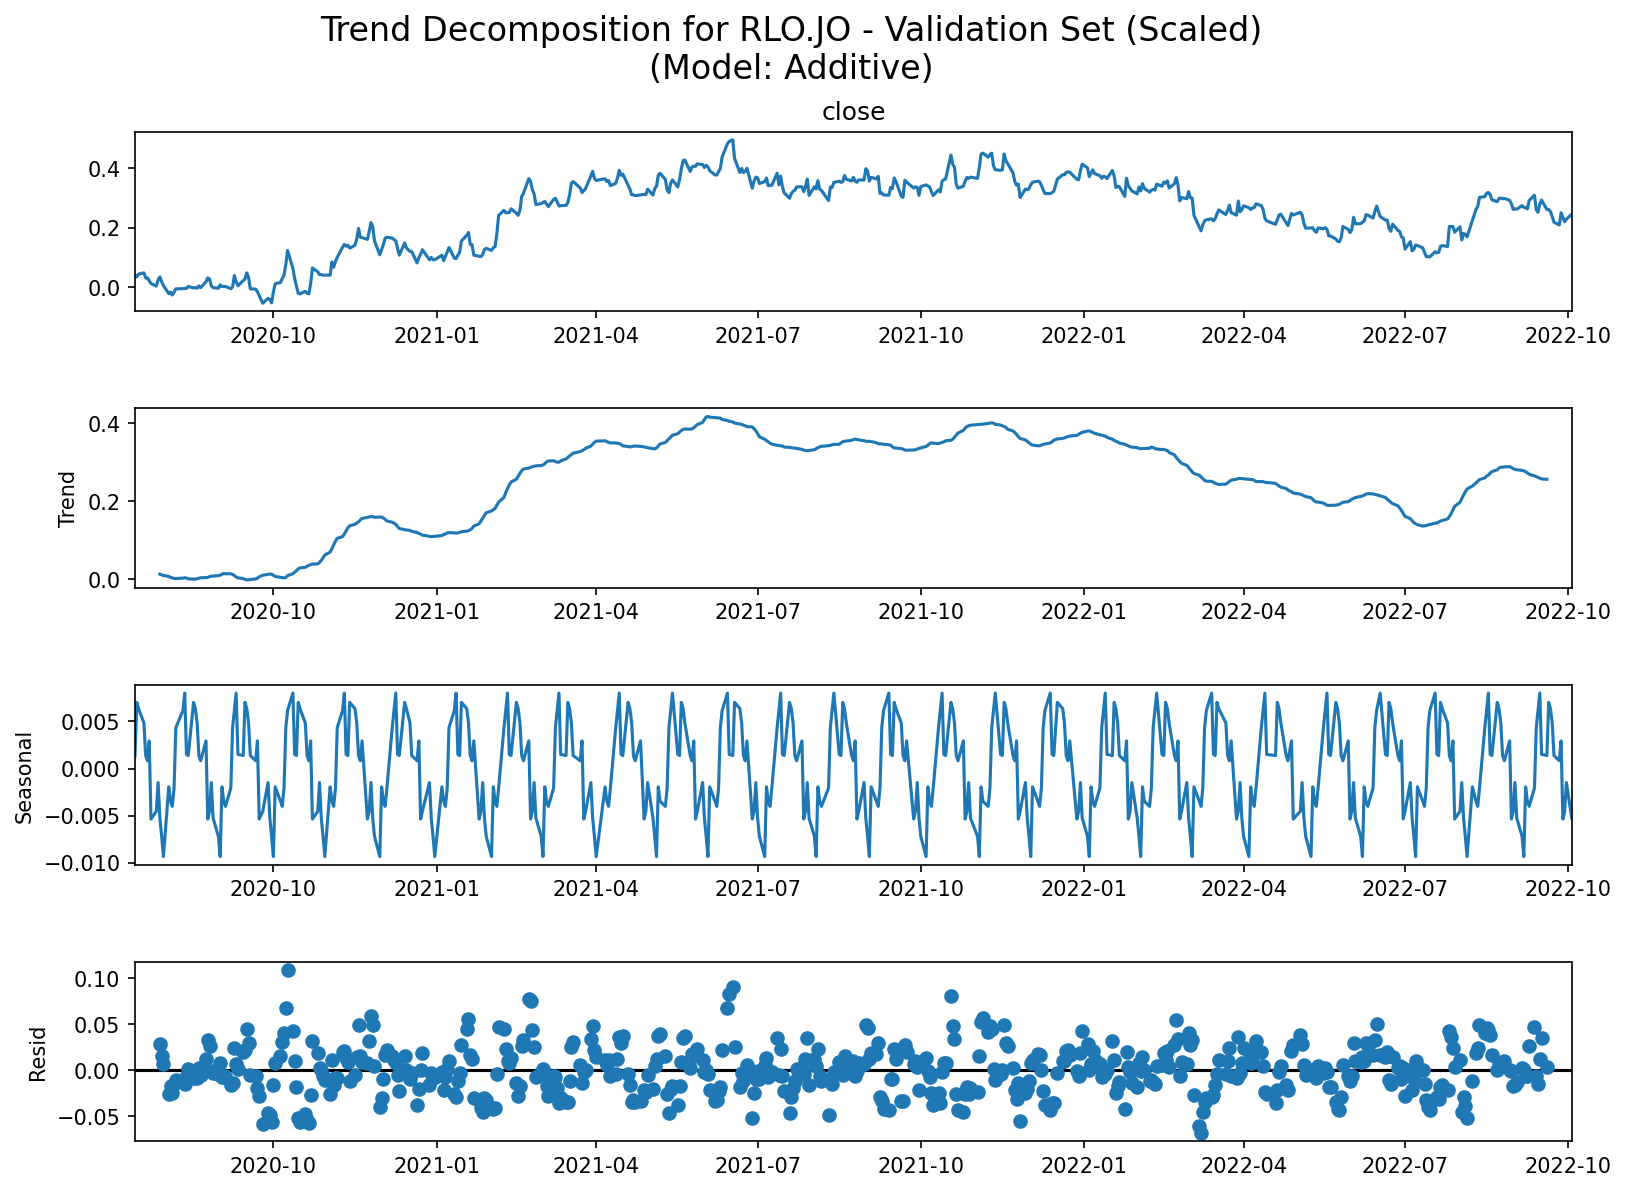 Trend Decomposition for RLO.JO - Validation Set (Scaled)
(Model: Additive)
close
0.4
0.2
0.0
2020-10 2021-01 2021-04 2021-07 2021-10 2022-01 2022-04 2022-07 2022-10
Trend
0.4
0.2
0.0
2020-10 2021-01 2021-04 2021-07 2021-10 2022-01 2022-04 2022-07 2022-10
Seasonal
0.005
0.000
−0.005
−0.010
2020-10 2021-01 2021-04 2021-07 2021-10 2022-01 2022-04 2022-07 2022-10
Resid
0.10
0.05
0.00
−0.05
2020-10 2021-01 2021-04 2021-07 2021-10 2022-01 2022-04 2022-07 2022-10